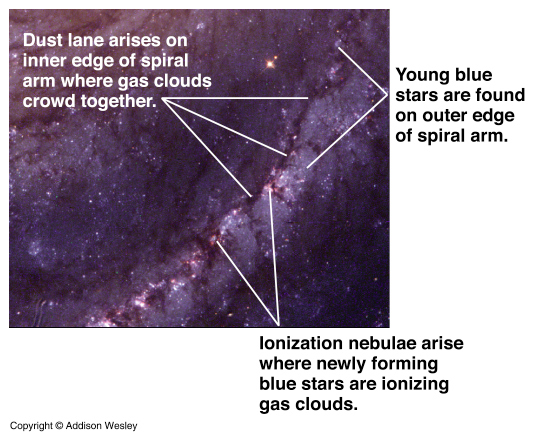 Dust lane arises on
inner edge of spiral
arm where gas clouds
crowd together.
Young blue
stars are found
on outer edge
of spiral arm.
Ionization nebulae arise
where newly forming
blue stars are ionizing
gas clouds.
Copyright © Addison Wesley